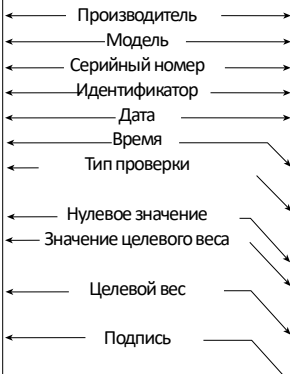 Производитель
Модель
Серийный номер
Идентификатор
Дата
Время
Тип проверки
Нулевое значение
Значение целевого веса
Целевой вес
Подпись